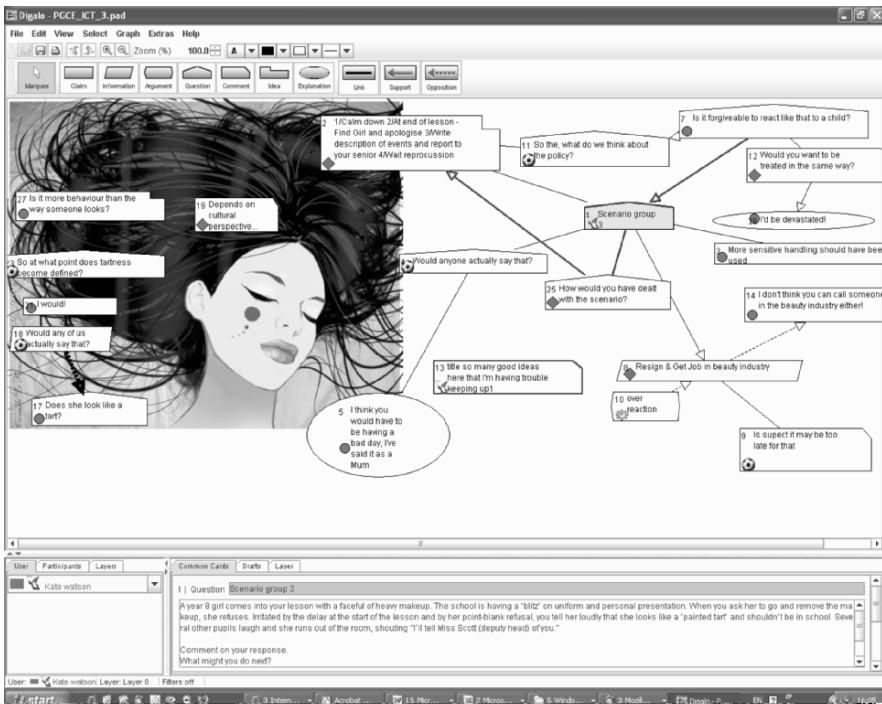 Digalo - PGCE_ICT_3.pad
File Edit View Select Graph Extras Help
Zoom (%) 100.0 A
Marquee Claim Information Argument Question Comment Idea Explanation Link Support Opposition
2 1/Calm down 2/At end of lesson -
Find Girl and apologise 3/Write
description of events and report to
your senior 4/Wait reprocussion
11 So the, what do we think about
the policy?
7 Is it forgiveable to react like that to a child?
12 Would you want to be
treated in the same way?
I'd be devastated!
27 Is it more behaviour than the
way someone looks?
19 Depends on
cultural
perspective...
1 Scenario group
3
3 So at what point does tartness
become defined?
Would anyone actually say that?
More sensitive handling should have been
used
I would!
25 How would you have dealt
with the scenario?
14 I don't think you can call someone
in the beauty industry either!
18 Would any of us
actually say that?
13 title so many good ideas
here that i'm having trouble
keeping up1
8 Resign & Get Job in beauty industry
17 Does she look like a
tart?
10 over
reaction
5 I think you
would have to
be having a
bad day, I've
said it as a
Mum
9 Is supect it may be too
late for that
User Participants Layers
Kate watson
Common Cards Drafts Layer
1 | Question Scenario group 3
A year 8 girl comes into your lesson with a faceful of heavy makeup. The school is having a 'blitz' on uniform and personal presentation. When you ask her to go and remove the ma
keup, she refuses. Irritated by the delay at the start of the lesson and by her point-blank refusal, you tell her loudly that she looks like a "painted tart" and shouldn't be in school. Seve
ral other pupils laugh and she runs out of the room, shouting "I'll tell Miss Scott (deputy head) of you."
Comment on your response.
What might you do next?
User: Kate watson Layer: Layer 0 Filters off
start 3 Intern... Acrobat ... 15 Micr... 2 Micros... 5 Windo... 3 Mozill... Digalo - P... EN 16:05